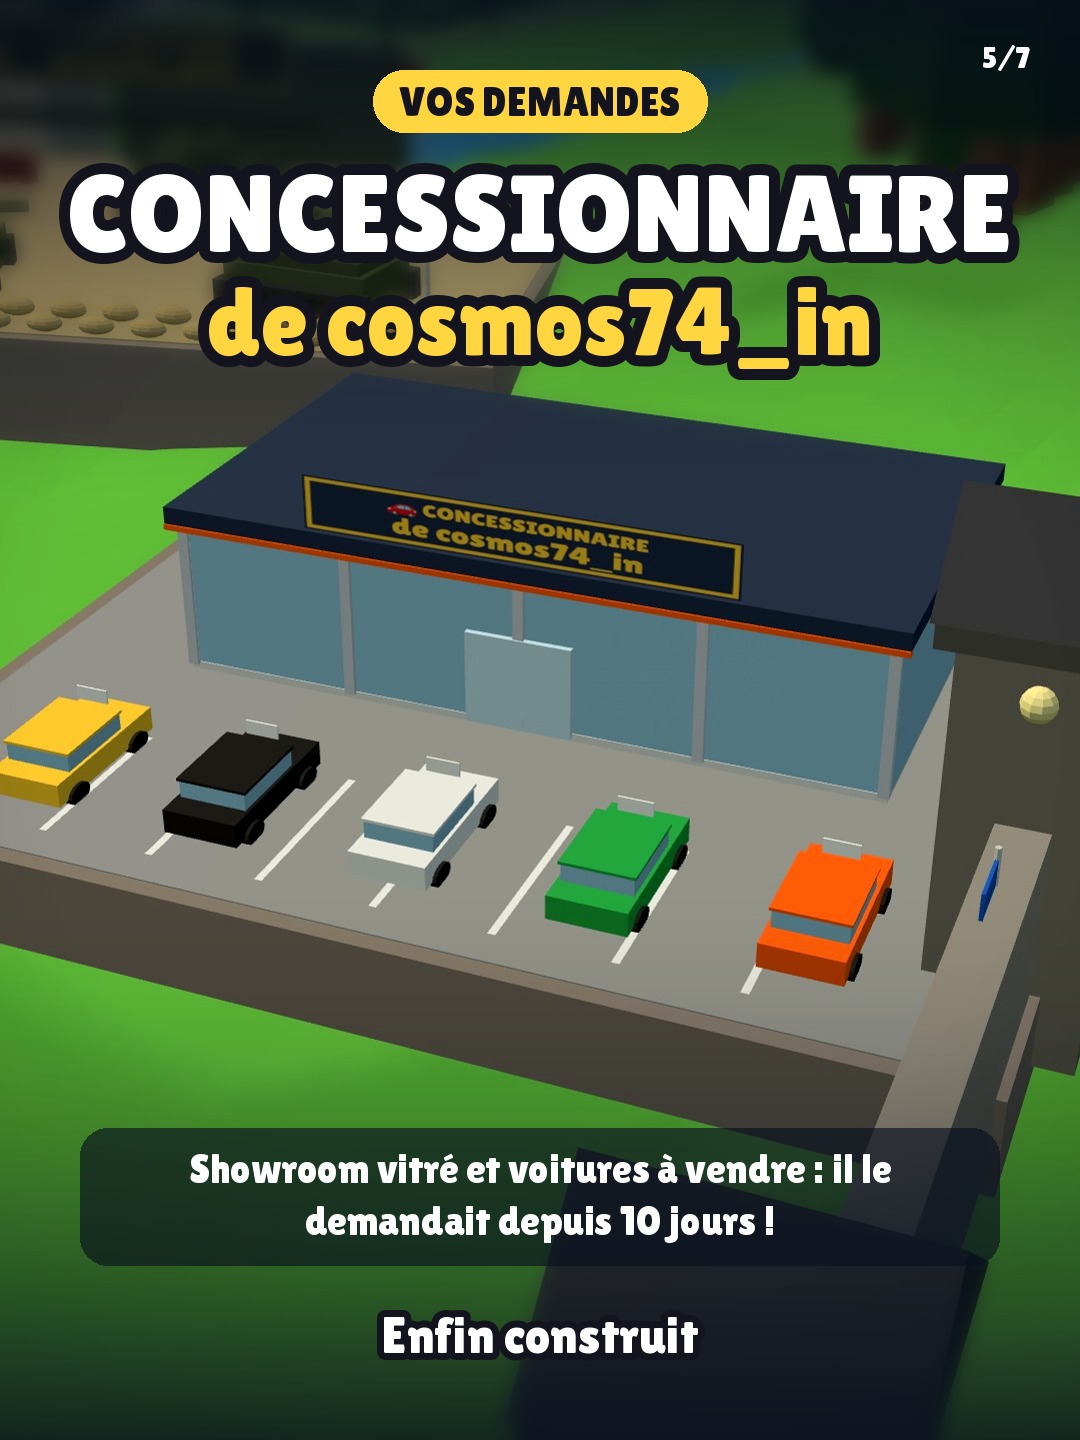 5/7
VOS DEMANDES
CONCESSIONNAIRE
de cosmos74_in
CONCESSIONNAIRE
de cosmos74_in
Showroom vitré et voitures à vendre : il le
demandait depuis 10 jours !
Enfin construit